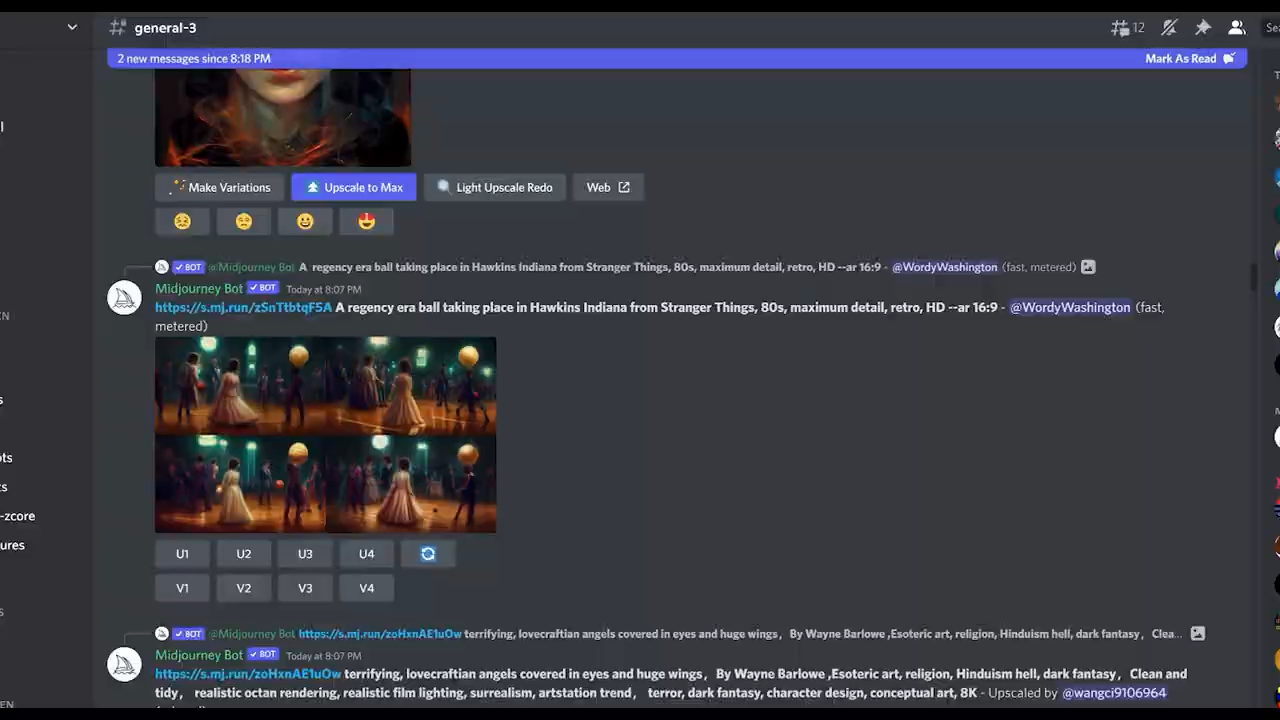 general-3
12
Sea
2 new messages since 8:18 PM
Mark As Read
Make Variations
Upscale to Max
Light Upscale Redo
Web
BOT @Midjourney Bot A regency era ball taking place in Hawkins Indiana from Stranger Things, 80s, maximum detail, retro, HD --ar 16:9 - @WordyWashington (fast, metered)
Midjourney Bot BOT Today at 8:07 PM
https://s.mj.run/zSnTtbtqF5A A regency era ball taking place in Hawkins Indiana from Stranger Things, 80s, maximum detail, retro, HD --ar 16:9 - @WordyWashington (fast,
metered)
U1 U2 U3 U4
V1 V2 V3 V4
BOT @Midjourney Bot https://s.mj.run/zoHxnAE1uOw terrifying, lovecraftian angels covered in eyes and huge wings，By Wayne Barlowe ,Esoteric art, religion, Hinduism hell, dark fantasy，Clea...
Midjourney Bot BOT Today at 8:07 PM
https://s.mj.run/zoHxnAE1uOw terrifying, lovecraftian angels covered in eyes and huge wings，By Wayne Barlowe ,Esoteric art, religion, Hinduism hell, dark fantasy，Clean and
tidy， realistic octan rendering, realistic film lighting, surrealism, artstation trend， terror, dark fantasy, character design, conceptual art, 8K - Upscaled by @wangci9106964
l
EN
s
ots
ts
-zcore
ures
s
EN